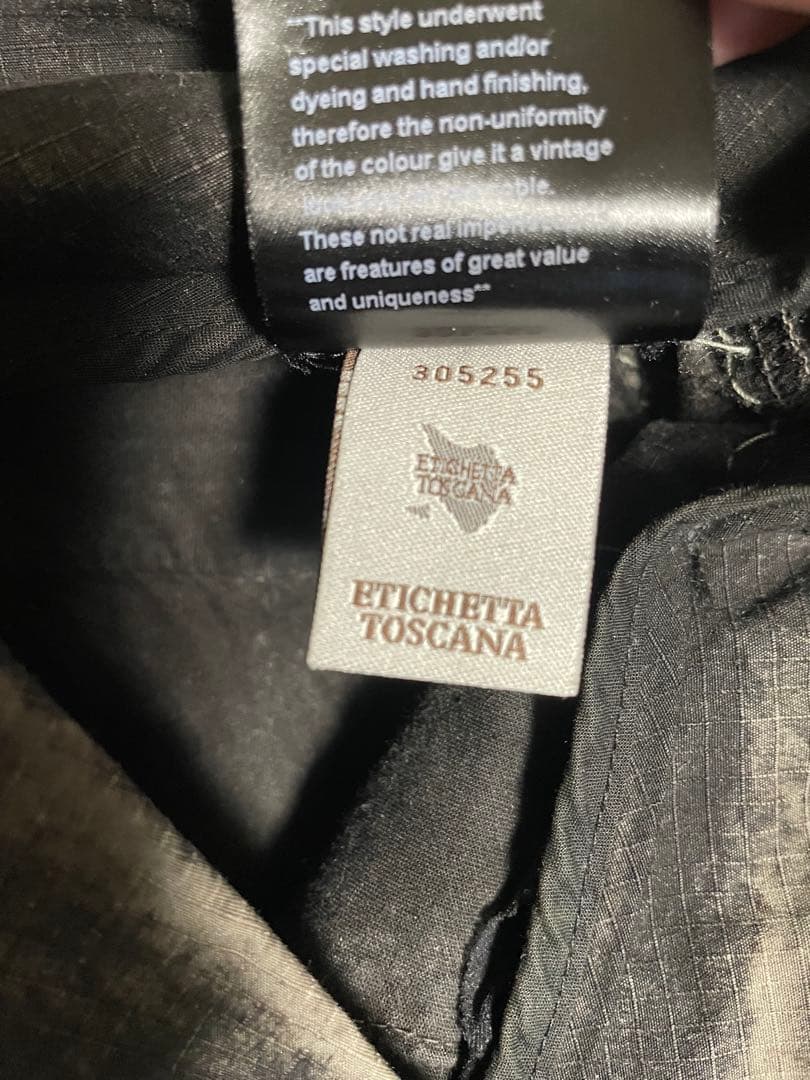 **This style underwent
special washing and/or
dyeing and hand finishing,
therefore the non-uniformity
of the colour give it a vintage
These not real
are freatures of great value
and uniqueness**
305255
ETICHETTA
TOSCANA
ETICHETTA
TOSCANA